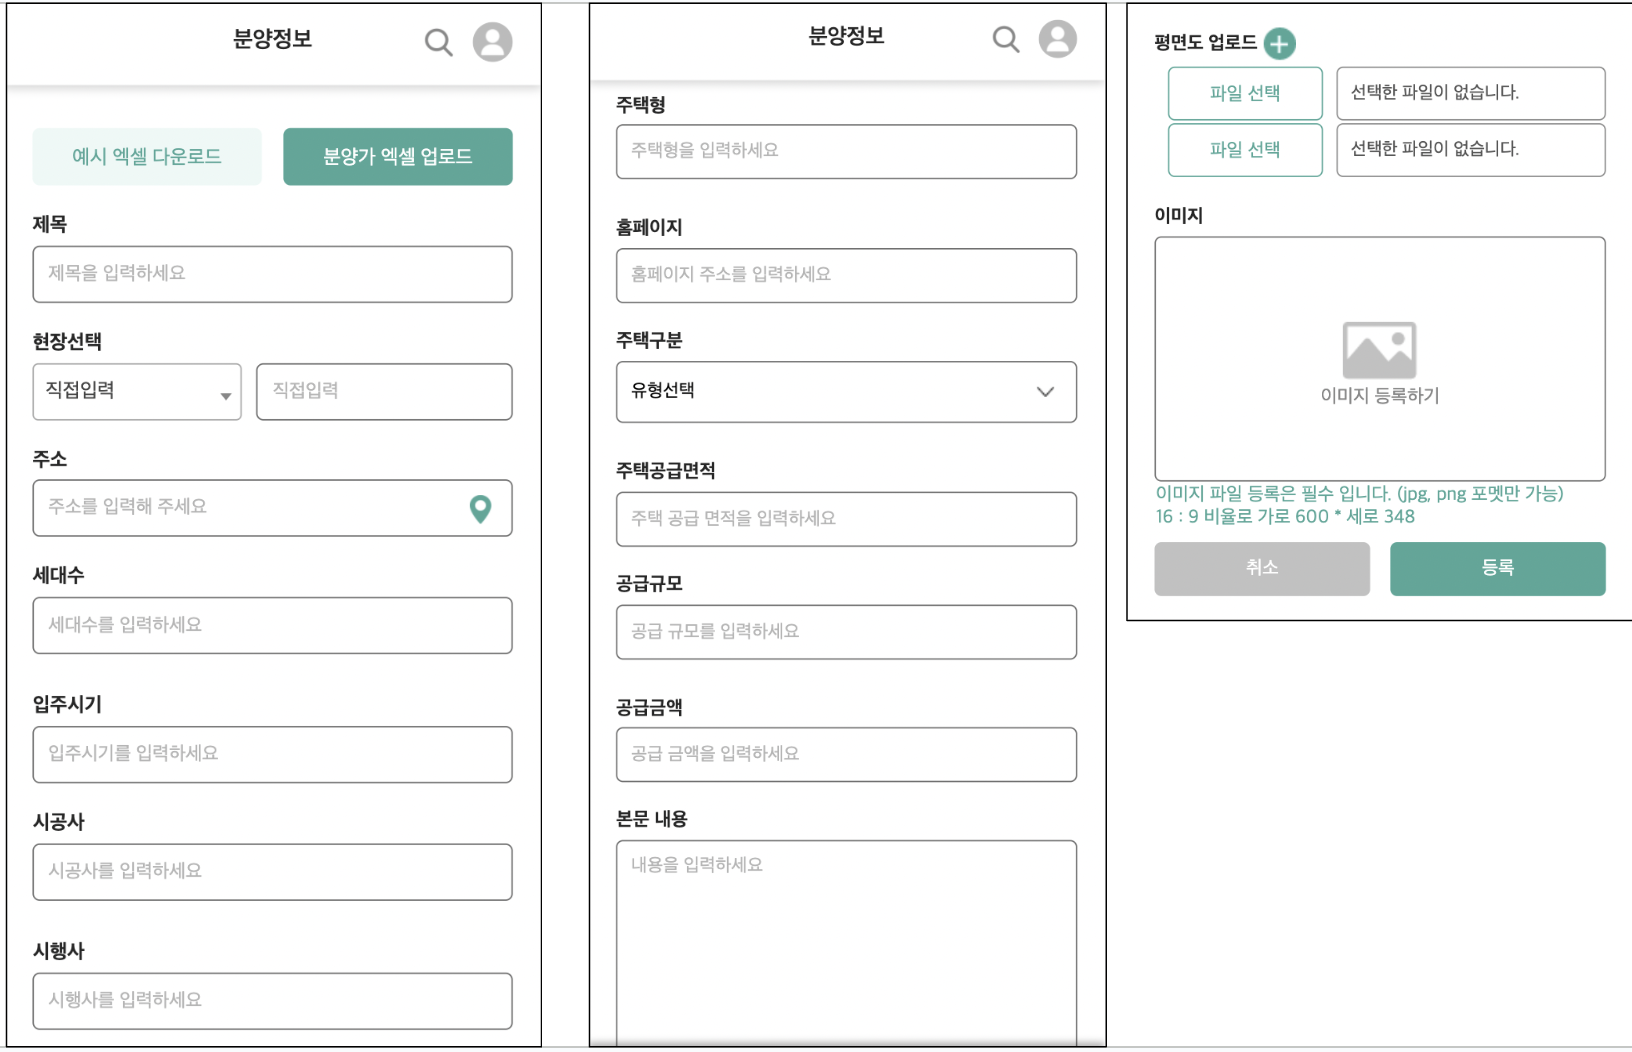 분양정보
예시 엑셀 다운로드
분양가 엑셀 업로드
제목
제목을 입력하세요
현장선택
직접입력
직접입력
주소
주소를 입력해 주세요
세대수
세대수를 입력하세요
입주시기
입주시기를 입력하세요
시공사
시공사를 입력하세요
시행사
시행사를 입력하세요
분양정보
주택형
주택형을 입력하세요
홈페이지
홈페이지 주소를 입력하세요
주택구분
유형선택
주택공급면적
주택 공급 면적을 입력하세요
공급규모
공급 규모를 입력하세요
공급금액
공급 금액을 입력하세요
본문 내용
내용을 입력하세요
평면도 업로드
파일 선택
선택한 파일이 없습니다.
파일 선택
선택한 파일이 없습니다.
이미지
이미지 등록하기
이미지 파일 등록은 필수 입니다. (jpg, png 포멧만 가능)
16 : 9 비율로 가로 600 * 세로 348
취소
등록